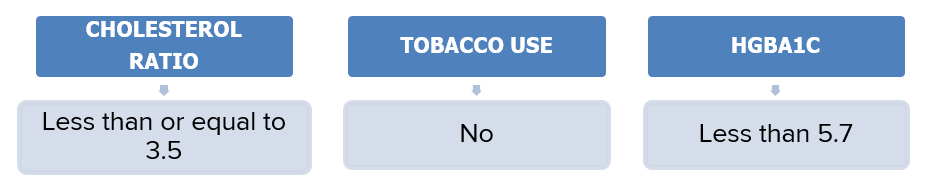 CHOLESTEROL
RATIO
Less than or equal to
3.5
TOBACCO USE
No
HGBA1C
Less than 5.7